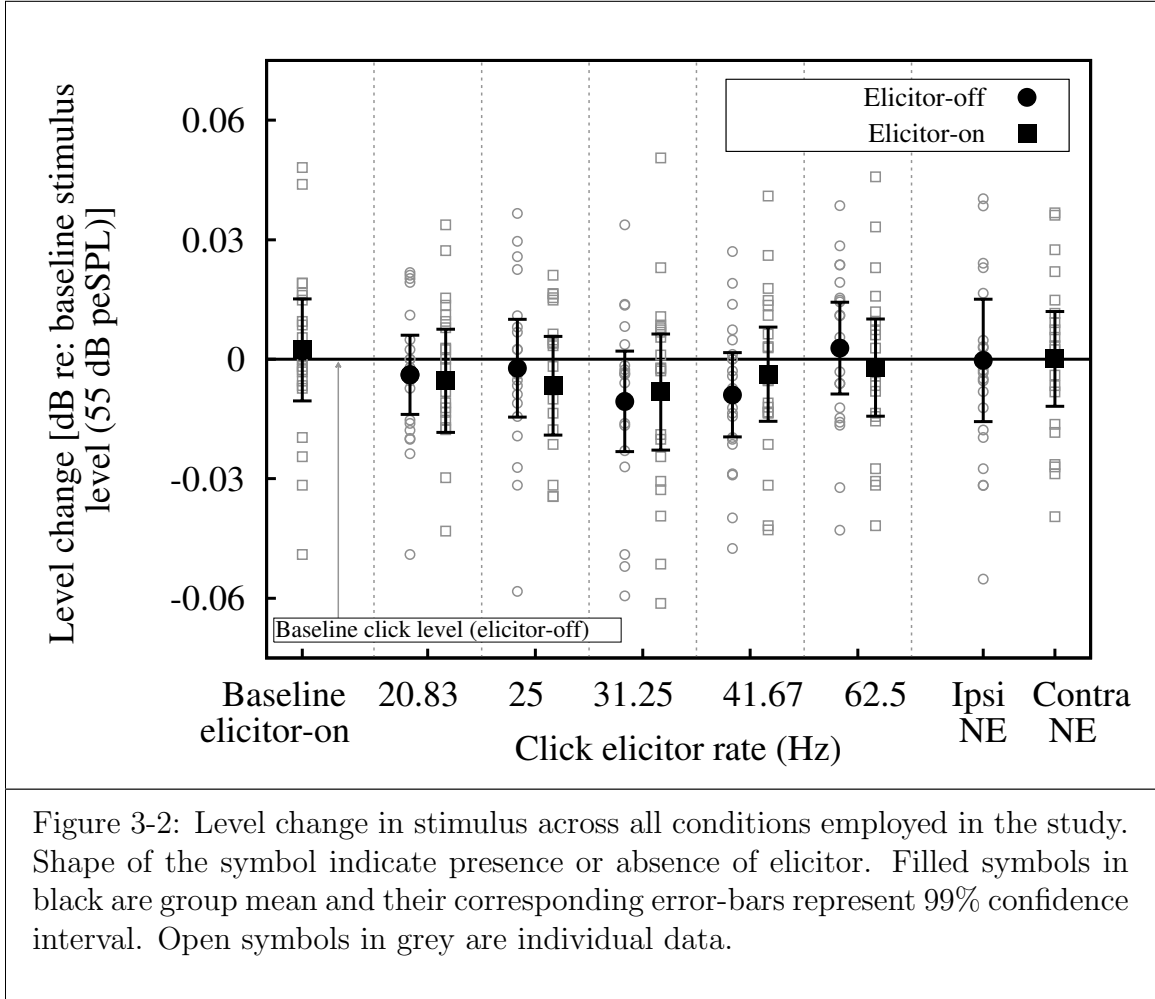 Level change [dB re: baseline stimulus
level (55 dB peSPL)]
0.06
0.03
0
-0.03
-0.06
Elicitor-off
Elicitor-on
Baseline click level (elicitor-off)
Baseline
elicitor-on
20.83
25
31.25
41.67
62.5
Ipsi
NE
Contra
NE
Click elicitor rate (Hz)
Figure 3-2: Level change in stimulus across all conditions employed in the study.
Shape of the symbol indicate presence or absence of elicitor. Filled symbols in
black are group mean and their corresponding error-bars represent 99% confidence
interval. Open symbols in grey are individual data.